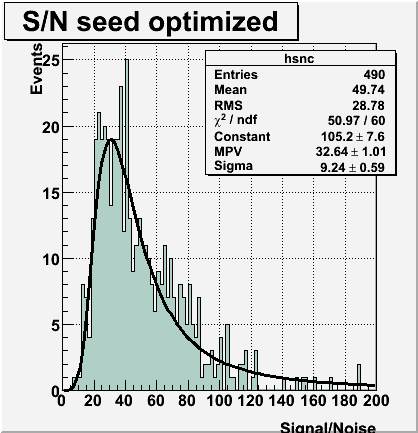 S/N seed optimized
hsnc
Entries 490
Mean 49.74
RMS 28.78
χ² / ndf 50.97 / 60
Constant 105.2 ± 7.6
MPV 32.64 ± 1.01
Sigma 9.24 ± 0.59
Events
25
20
15
10
5
0
0 20 40 60 80 100 120 140 160 180 200
Signal/Noise